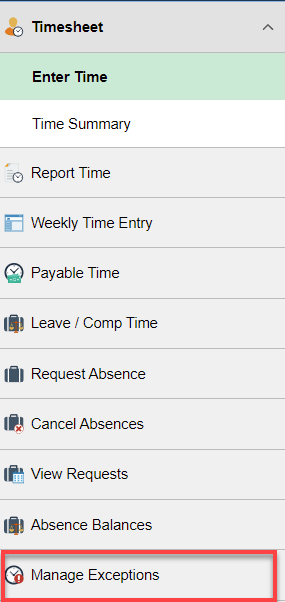 Timesheet
Enter Time
Time Summary
Report Time
Weekly Time Entry
Payable Time
Leave / Comp Time
Request Absence
Cancel Absences
View Requests
Absence Balances
Manage Exceptions